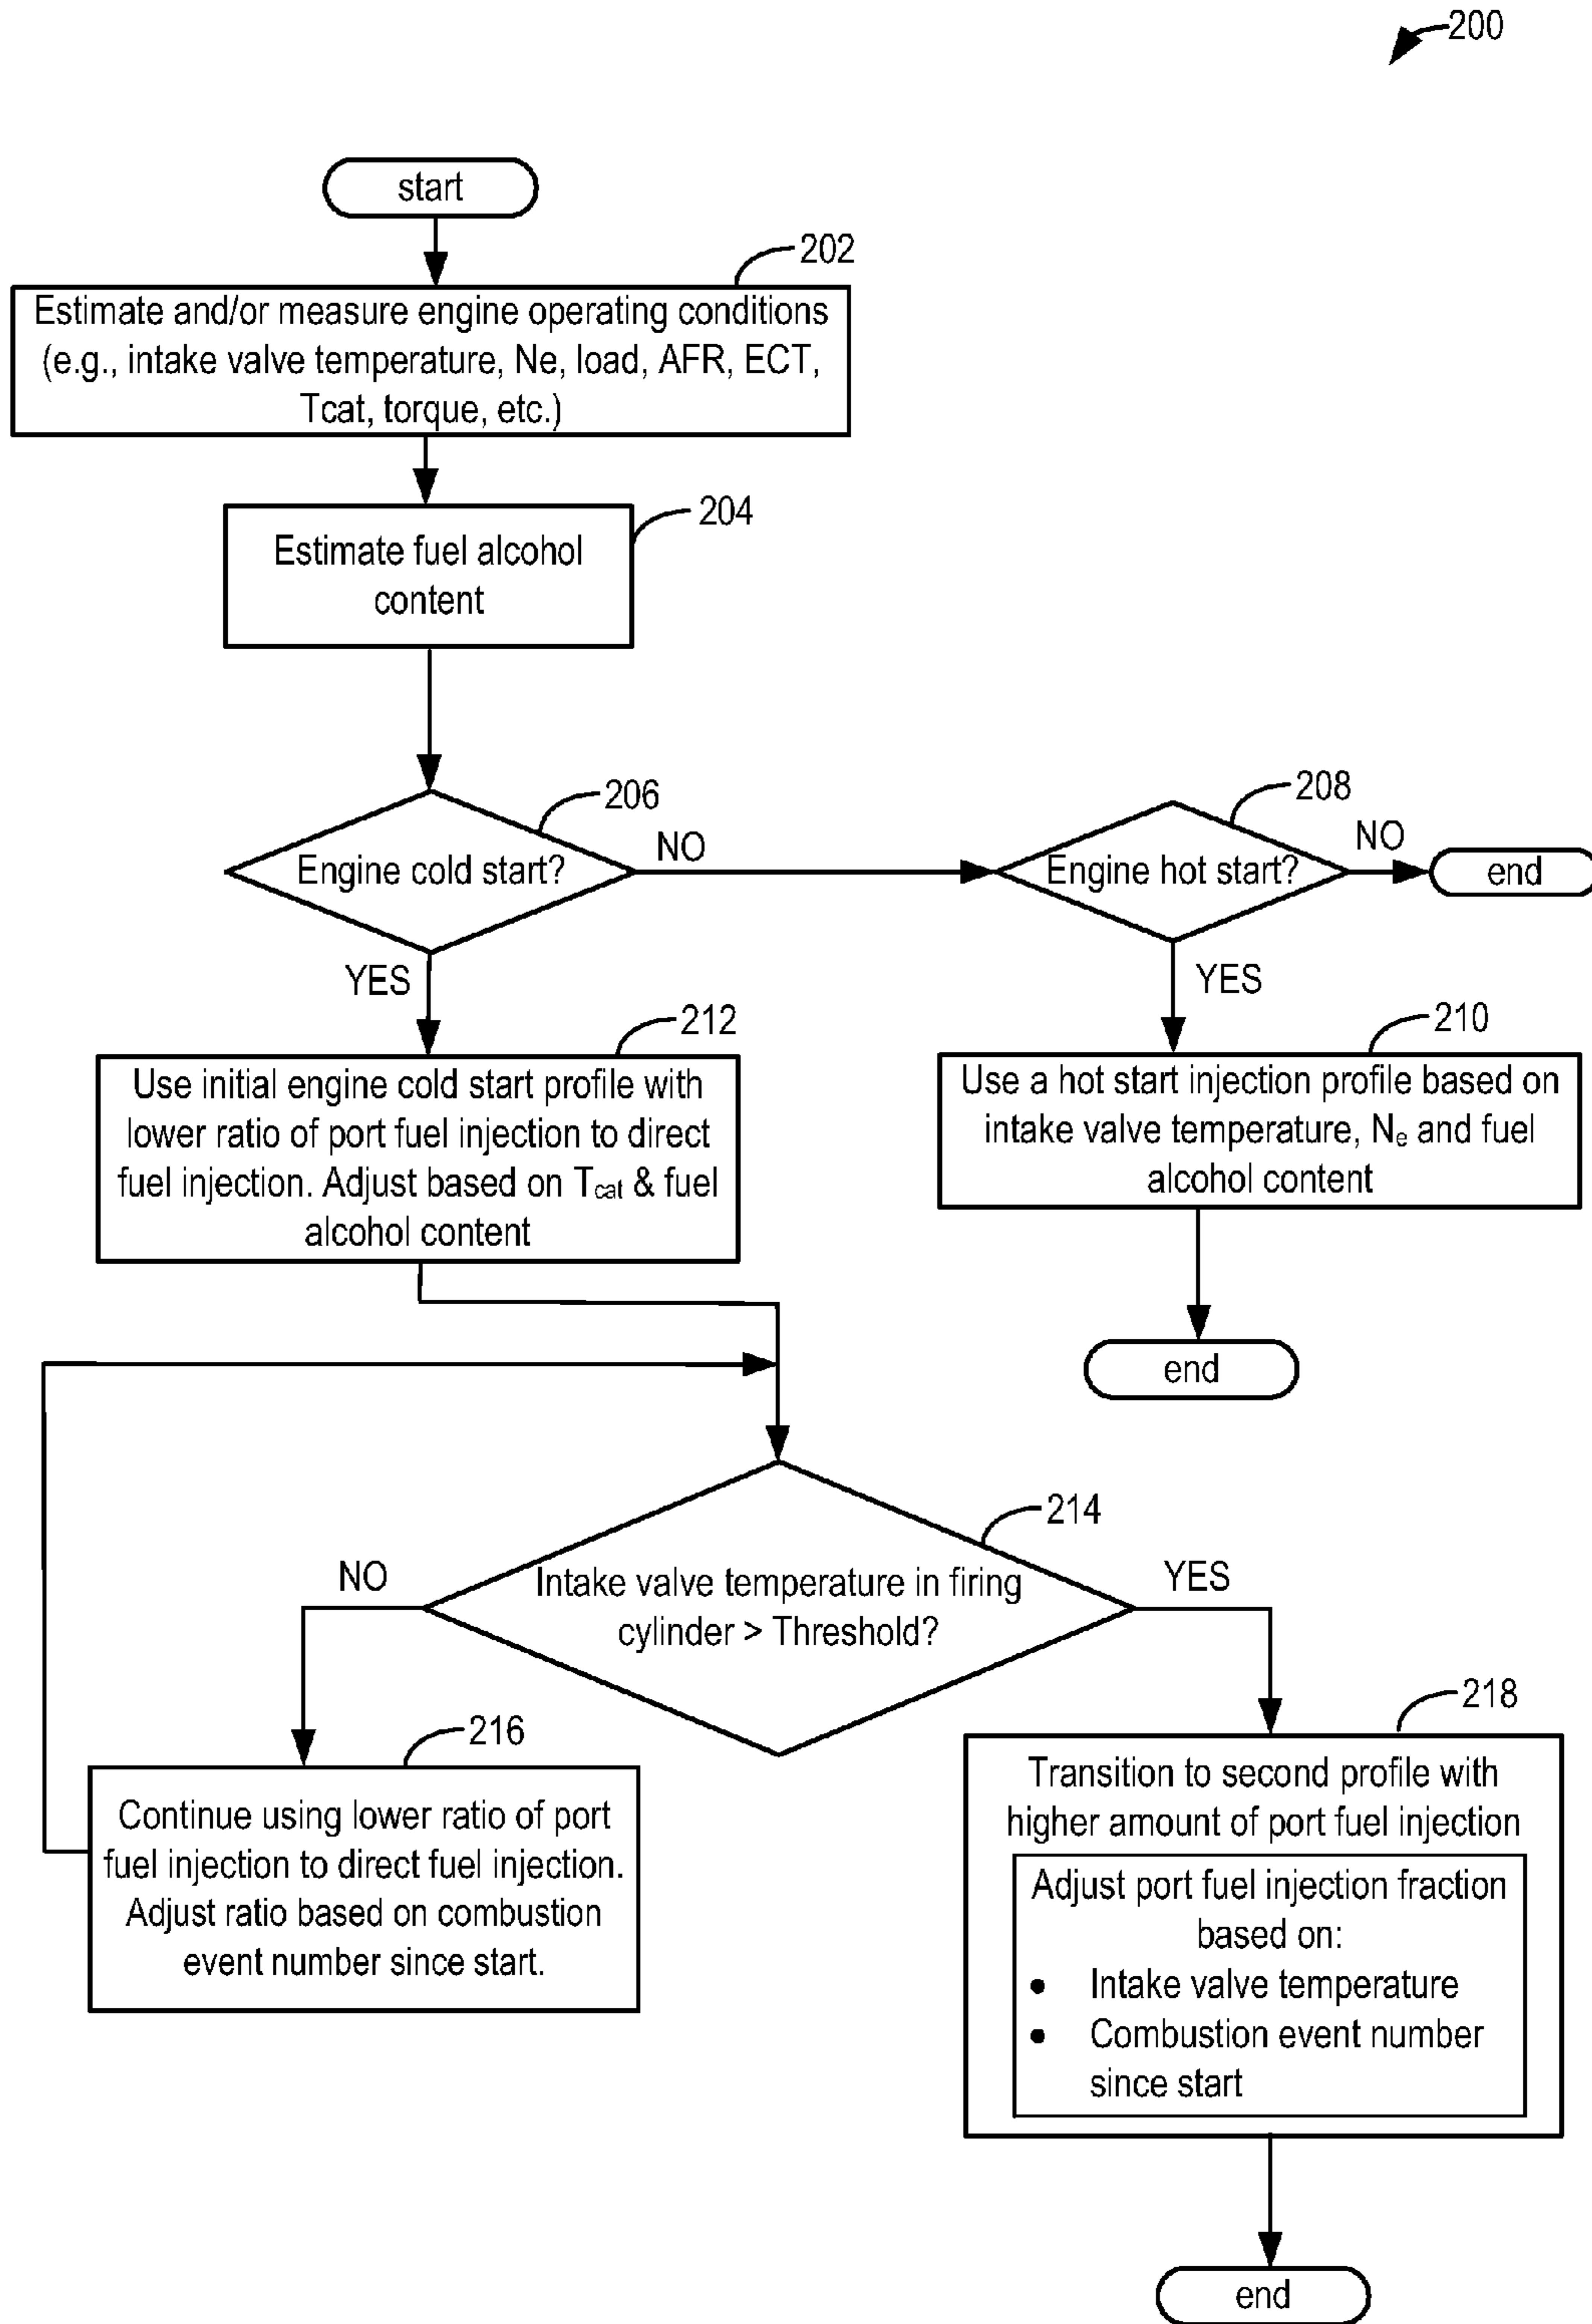 200
start
202
Estimate and/or measure engine operating conditions
(e.g., intake valve temperature, Ne, load, AFR, ECT,
Tcat, torque, etc.)
204
Estimate fuel alcohol
content
206
Engine cold start?
NO
208
Engine hot start?
NO
end
YES
YES
212
Use initial engine cold start profile with
lower ratio of port fuel injection to direct
fuel injection. Adjust based on Tcat & fuel
alcohol content
210
Use a hot start injection profile based on
intake valve temperature, Ne and fuel
alcohol content
end
214
Intake valve temperature in firing
cylinder > Threshold?
NO
YES
216
Continue using lower ratio of port
fuel injection to direct fuel injection.
Adjust ratio based on combustion
event number since start.
218
Transition to second profile with
higher amount of port fuel injection
Adjust port fuel injection fraction
based on:
• Intake valve temperature
• Combustion event number
since start
end